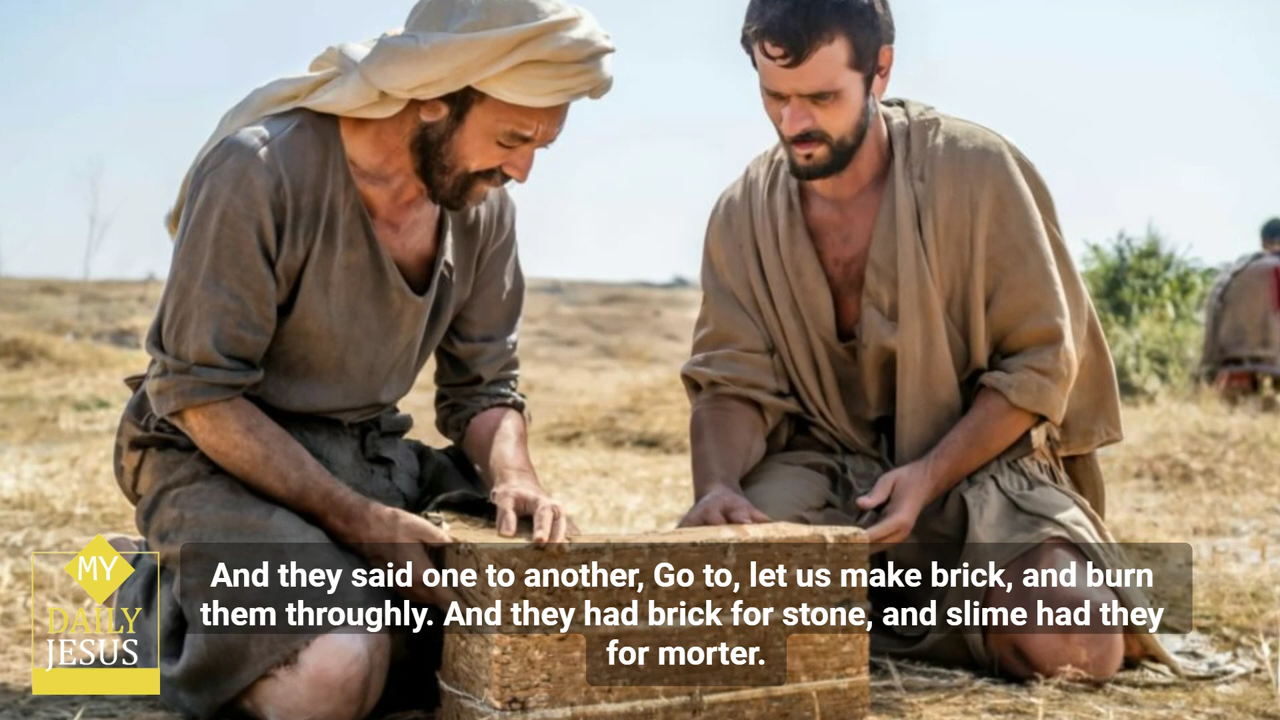 And they said one to another, Go to, let us make brick, and burn
them throughly. And they had brick for stone, and slime had they
for morter.
MY
DAILY
JESUS